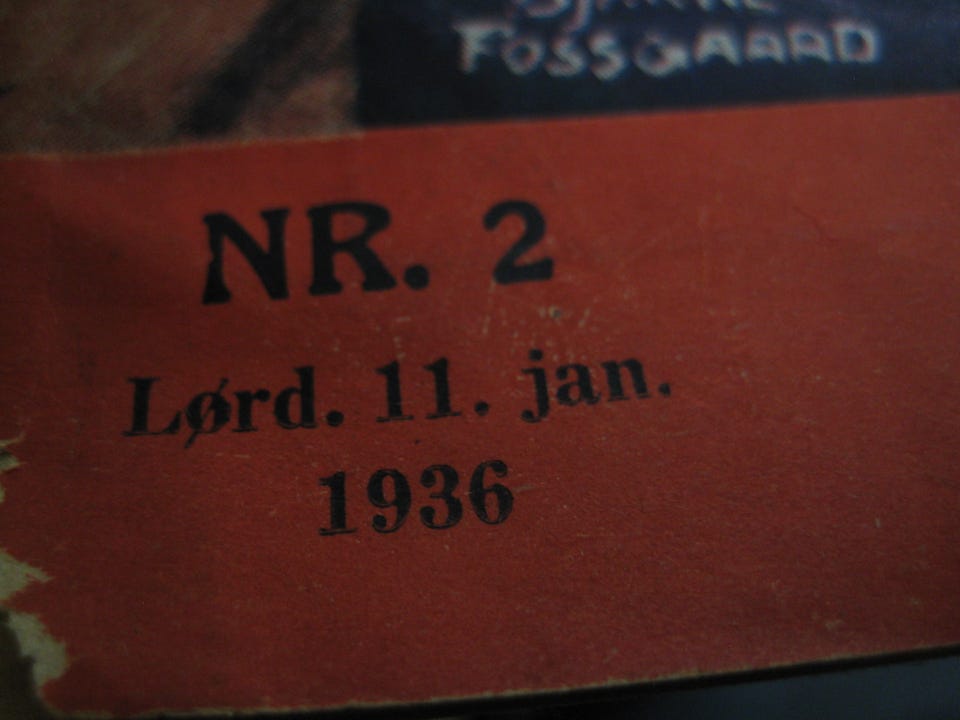 FOSSGAARD
NR. 2
Lørd. 11. jan.
1936